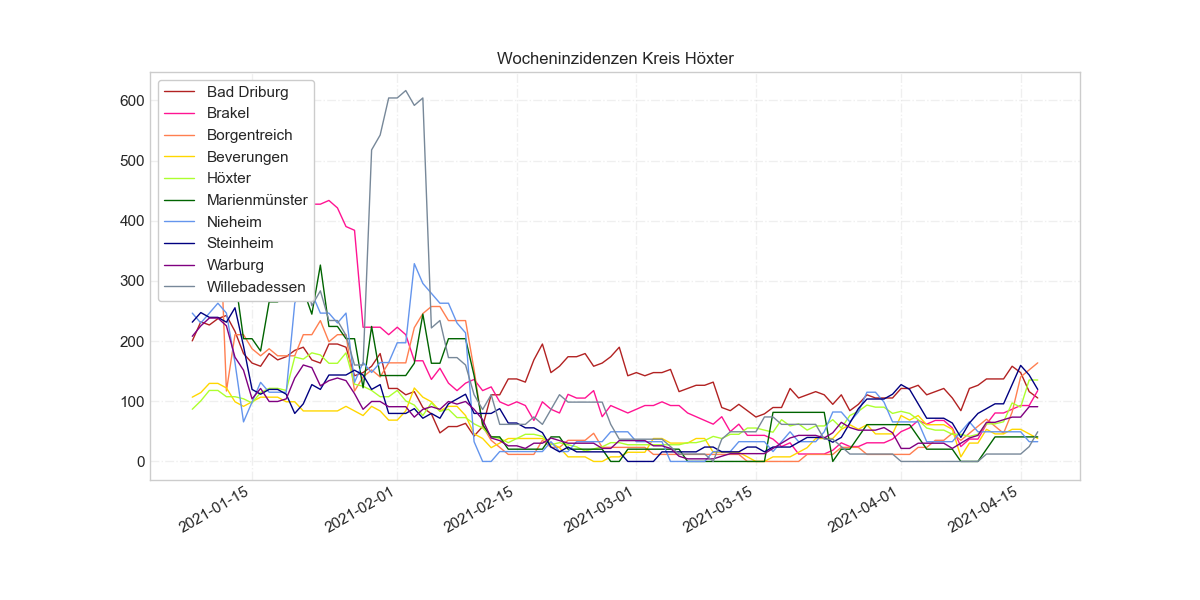 Wocheninzidenzen Kreis Höxter
Bad Driburg
Brakel
Borgentreich
Beverungen
Höxter
Marienmünster
Nieheim
Steinheim
Warburg
Willebadessen
600
500
400
300
200
100
0
2021-01-15
2021-02-01
2021-02-15
2021-03-01
2021-03-15
2021-04-01
2021-04-15